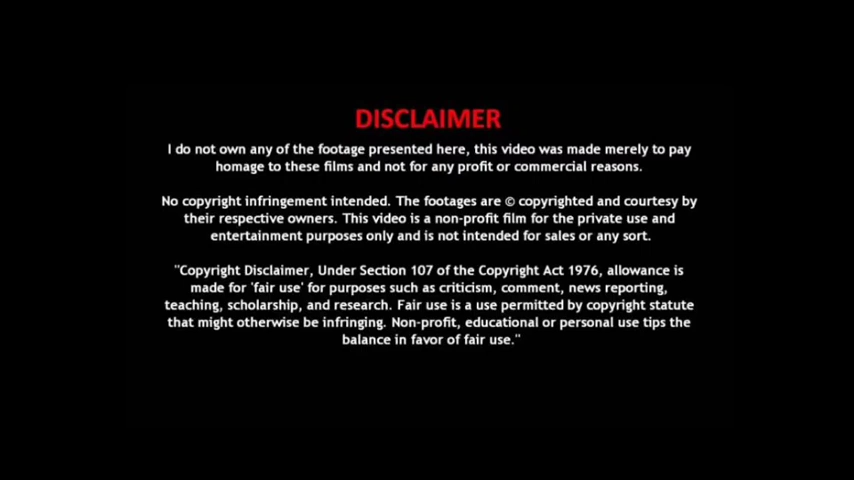 DISCLAIMER
I do not own any of the footage presented here, this video was made merely to pay
homage to these films and not for any profit or commercial reasons.
No copyright infringement intended. The footages are © copyrighted and courtesy by
their respective owners. This video is a non-profit film for the private use and
entertainment purposes only and is not intended for sales or any sort.
"Copyright Disclaimer, Under Section 107 of the Copyright Act 1976, allowance is
made for 'fair use' for purposes such as criticism, comment, news reporting,
teaching, scholarship, and research. Fair use is a use permitted by copyright statute
that might otherwise be infringing. Non-profit, educational or personal use tips the
balance in favor of fair use."